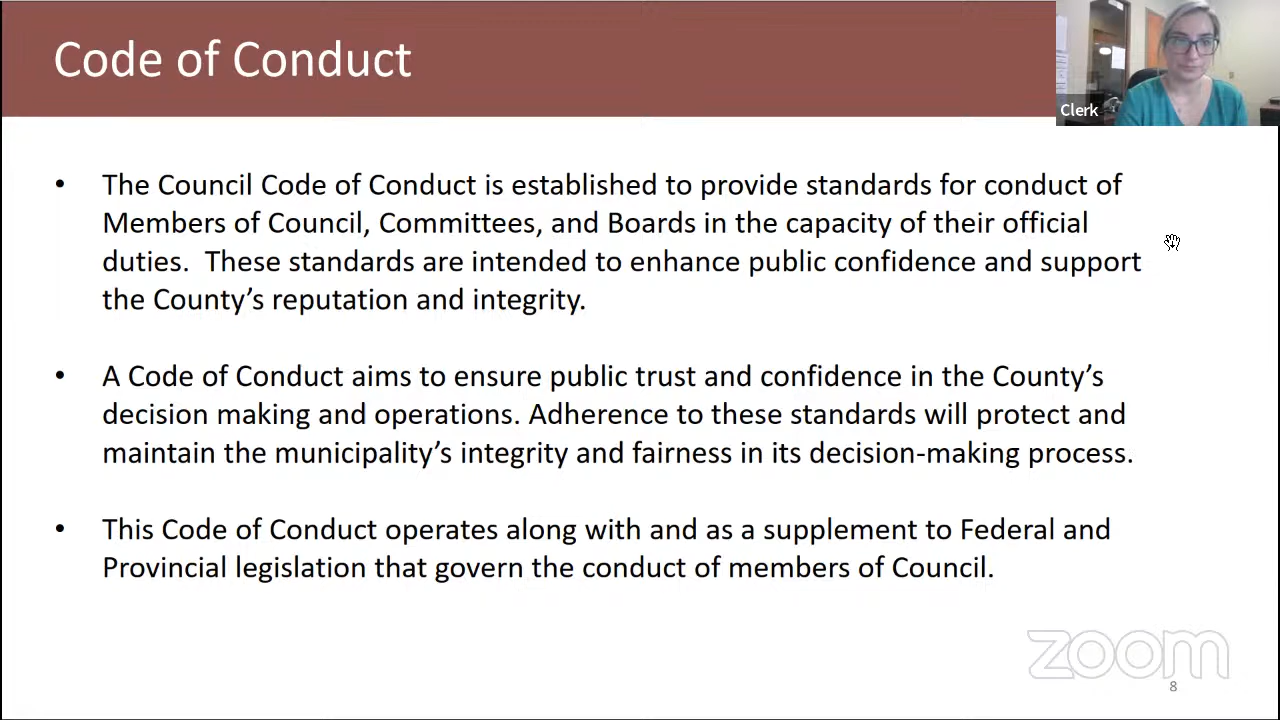 Code of Conduct
Clerk
• The Council Code of Conduct is established to provide standards for conduct of
Members of Council, Committees, and Boards in the capacity of their official
duties.  These standards are intended to enhance public confidence and support
the County’s reputation and integrity.
• A Code of Conduct aims to ensure public trust and confidence in the County’s
decision making and operations. Adherence to these standards will protect and
maintain the municipality’s integrity and fairness in its decision-making process.
• This Code of Conduct operates along with and as a supplement to Federal and
Provincial legislation that govern the conduct of members of Council.
zoom
8